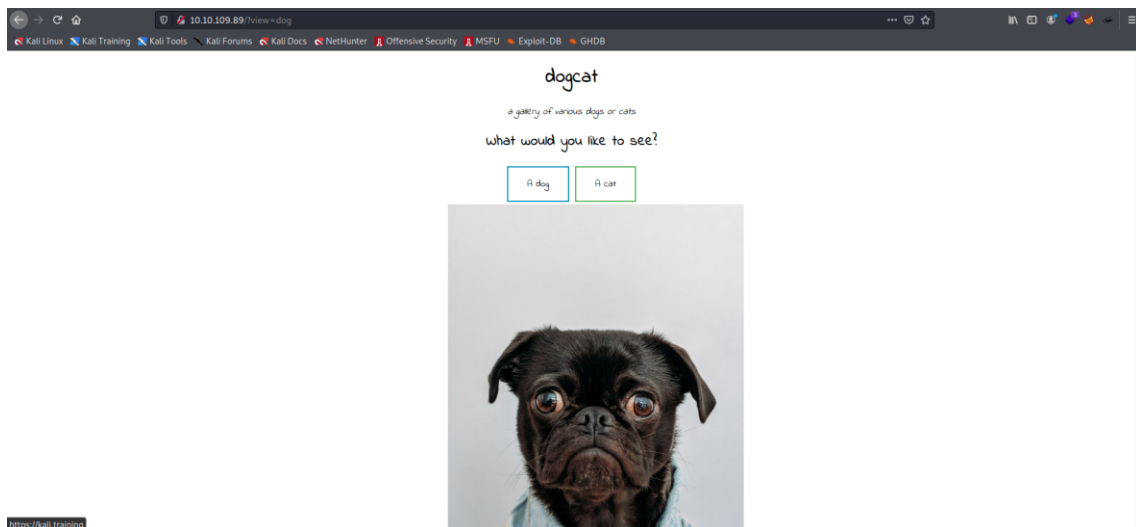 10.10.109.89/?view=dog
Kali Linux Kali Training Kali Tools Kali Forums Kali Docs NetHunter Offensive Security MSFU Exploit-DB GHDB
dogcat
a gallery of various dogs or cats
what would you like to see?
A dog A cat
https://kali.training